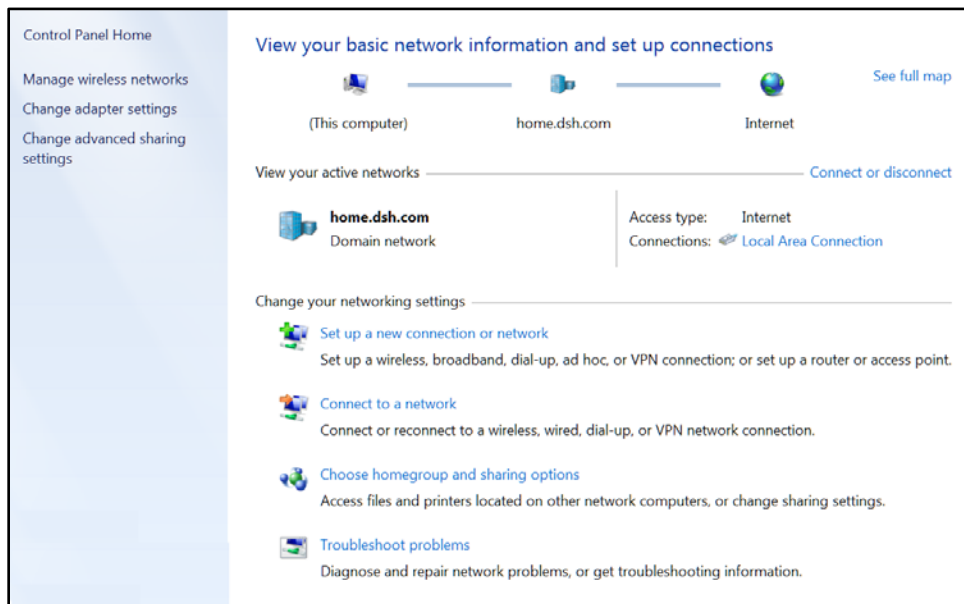 Control Panel Home
Manage wireless networks
Change adapter settings
Change advanced sharing
settings
View your basic network information and set up connections
See full map
(This computer) home.dsh.com Internet
View your active networks Connect or disconnect
home.dsh.com
Domain network
Access type: Internet
Connections: Local Area Connection
Change your networking settings
Set up a new connection or network
Set up a wireless, broadband, dial-up, ad hoc, or VPN connection; or set up a router or access point.
Connect to a network
Connect or reconnect to a wireless, wired, dial-up, or VPN network connection.
Choose homegroup and sharing options
Access files and printers located on other network computers, or change sharing settings.
Troubleshoot problems
Diagnose and repair network problems, or get troubleshooting information.